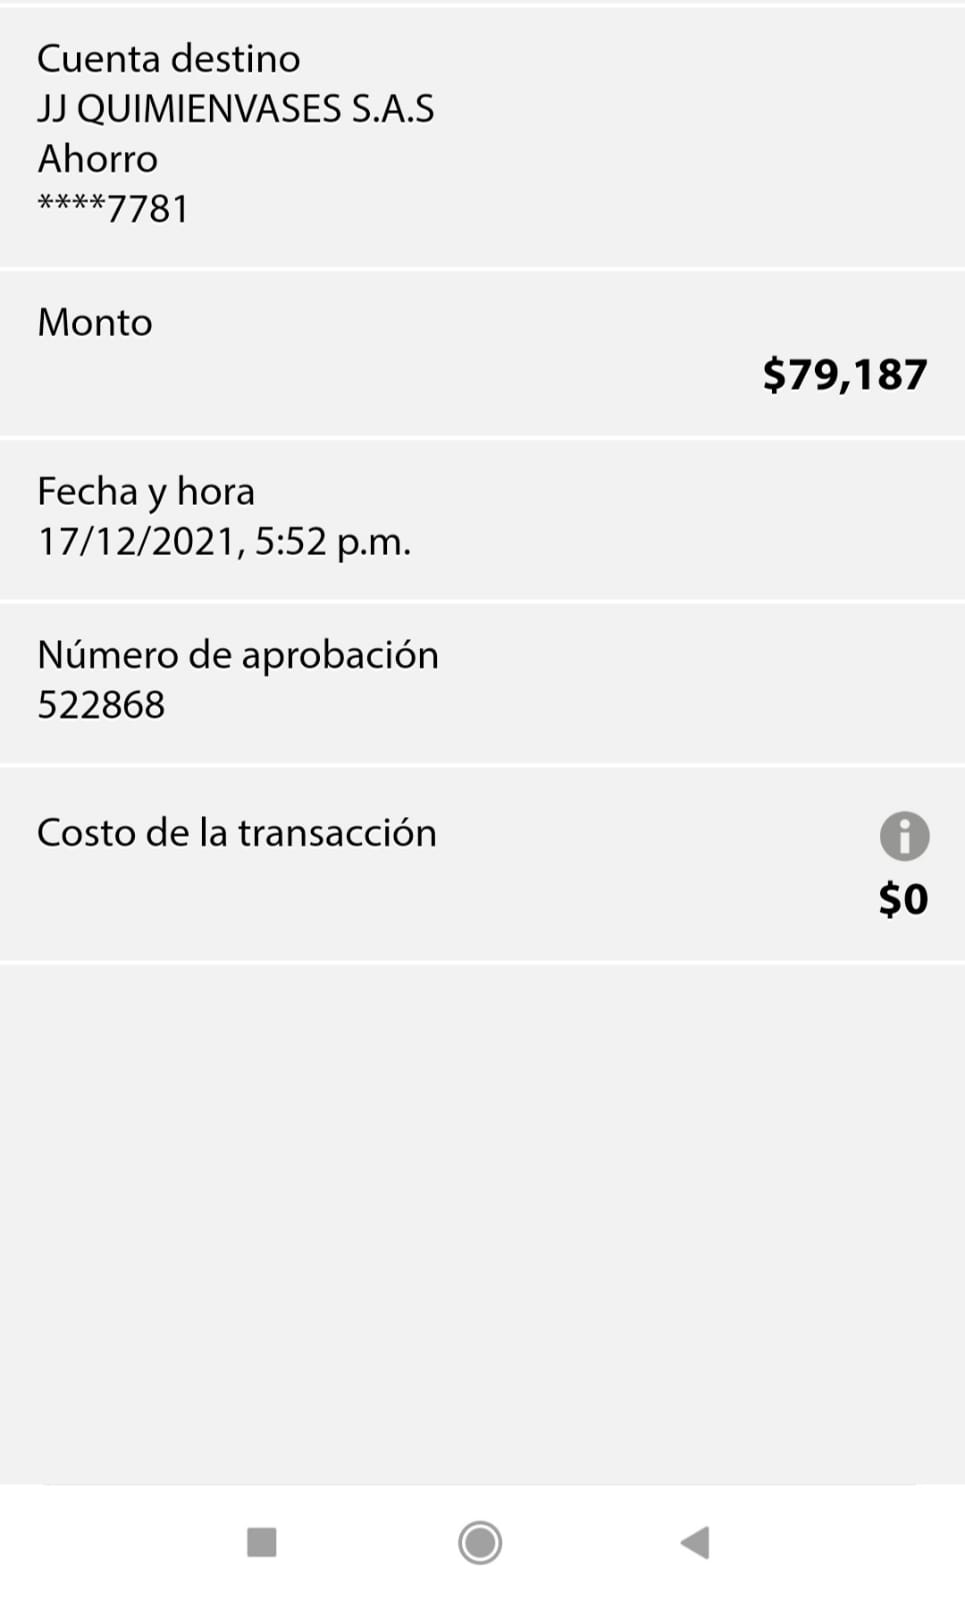 Cuenta destino
JJ QUIMIENVASES S.A.S
Ahorro
****7781
Monto
$79,187
Fecha y hora
17/12/2021, 5:52 p.m.
Número de aprobación
522868
Costo de la transacción
$0